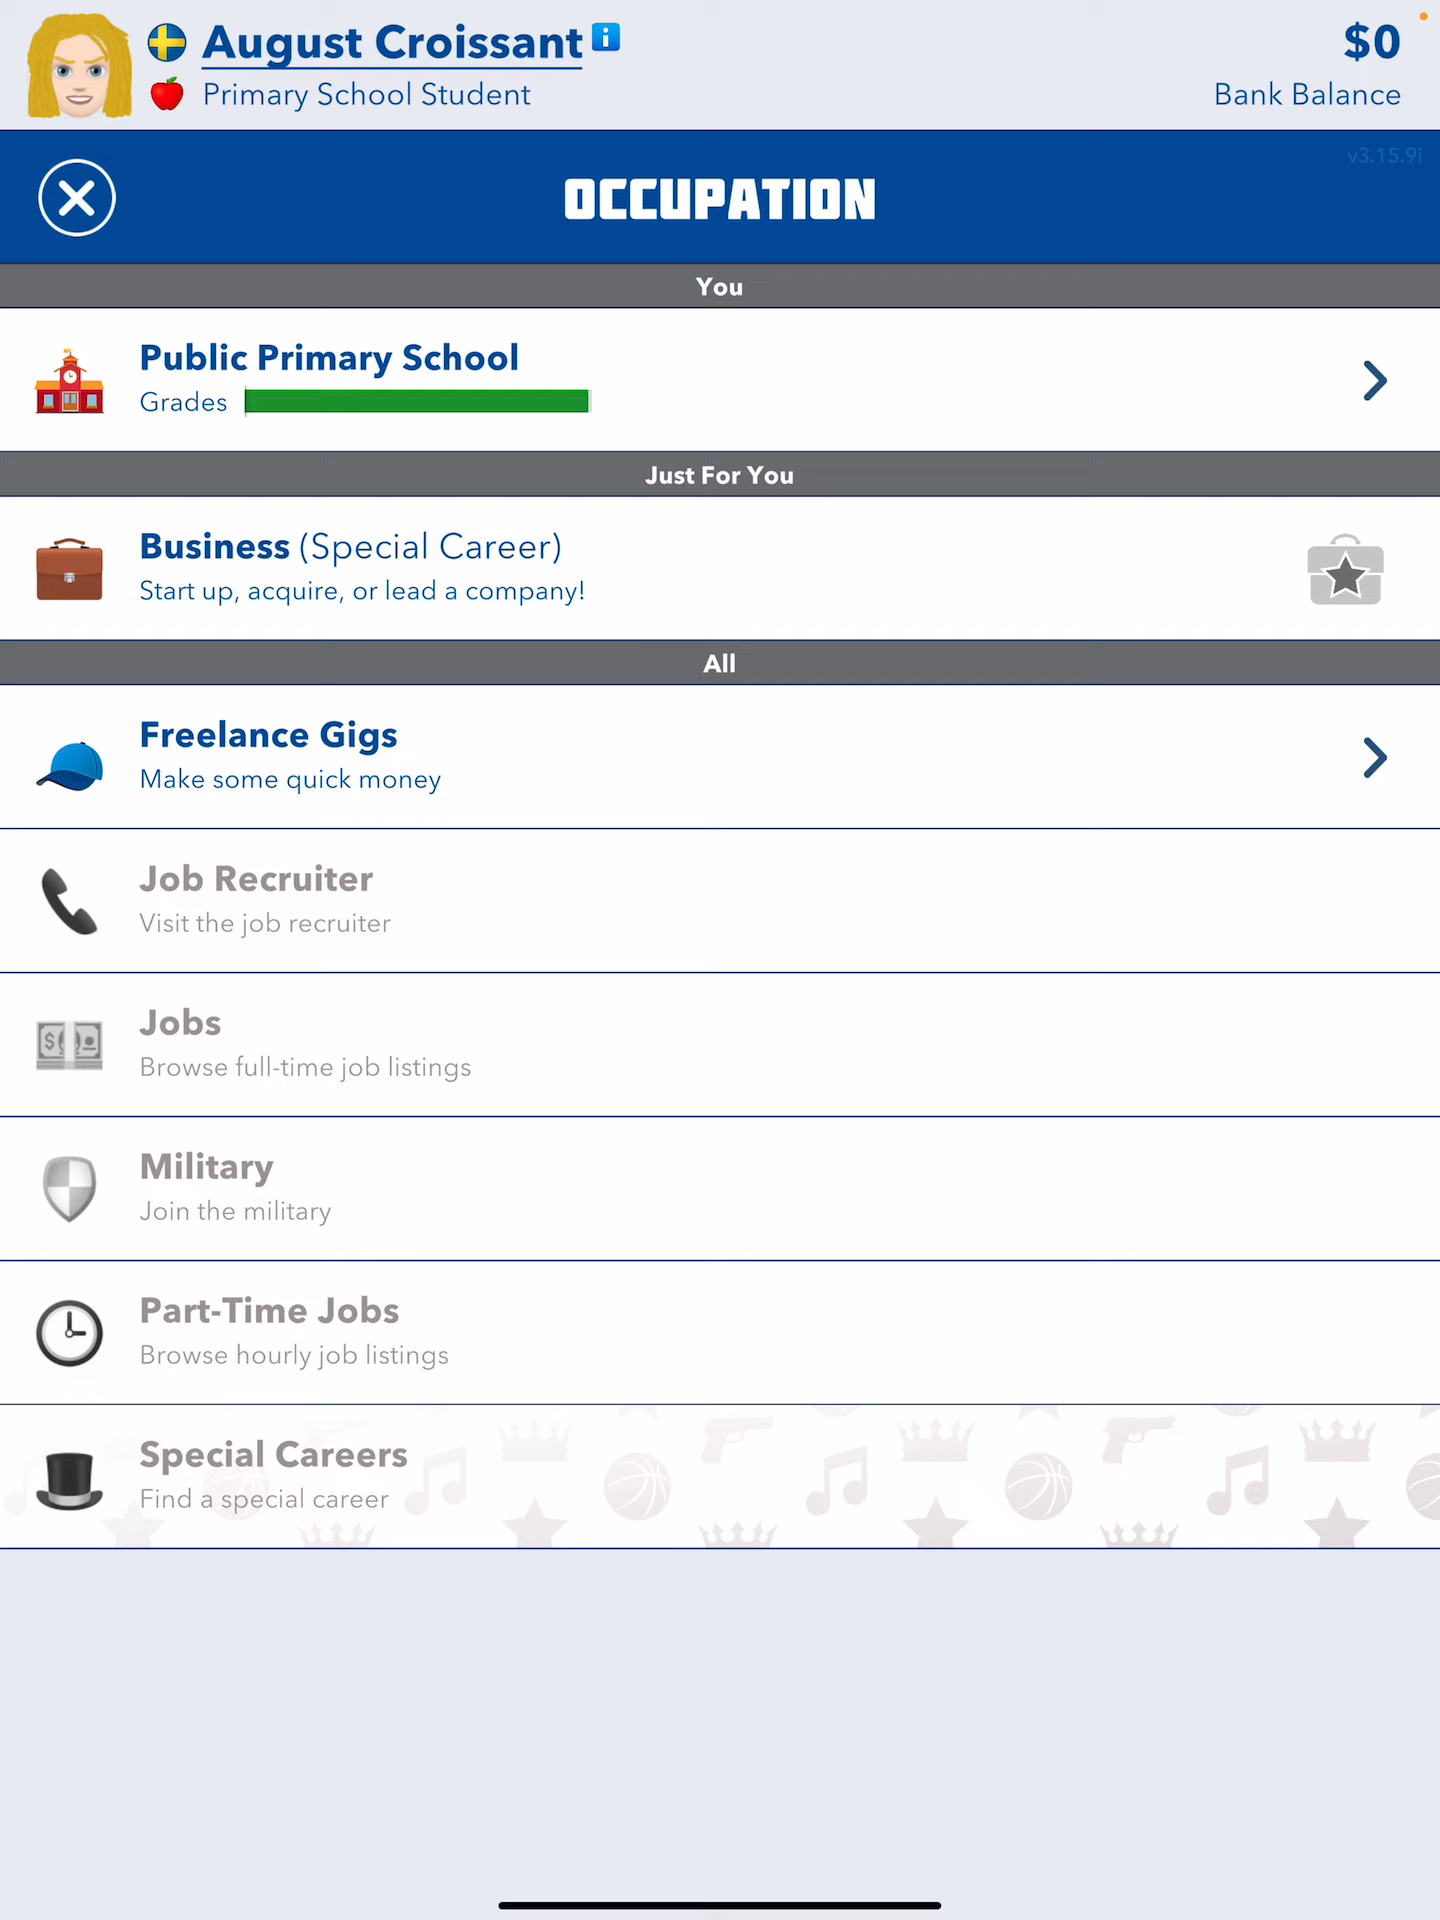 August Croissant
$0
Primary School Student
Bank Balance
v3.15.9i
OCCUPATION
You
Public Primary School
Grades
Just For You
Business (Special Career)
Start up, acquire, or lead a company!
All
Freelance Gigs
Make some quick money
Job Recruiter
Visit the job recruiter
Jobs
Browse full-time job listings
Military
Join the military
Part-Time Jobs
Browse hourly job listings
Special Careers
Find a special career